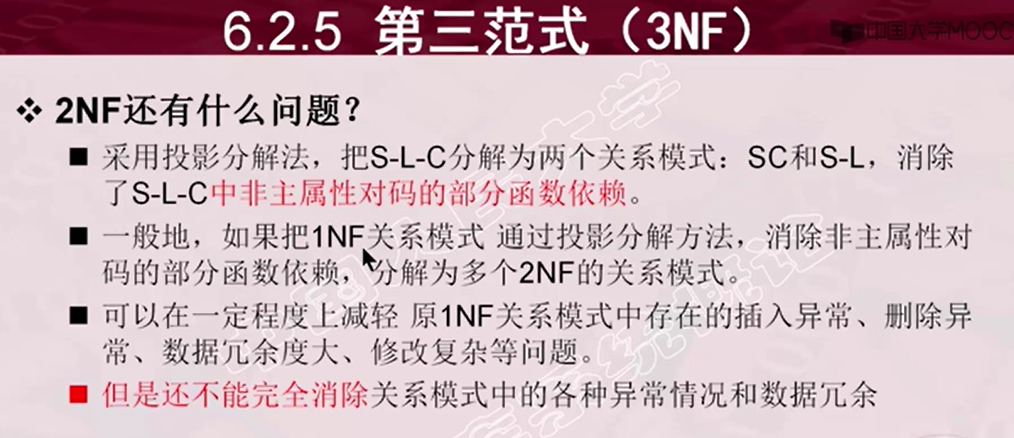 6.2.5 第三范式（3NF）
中国大学MOOC
❖ 2NF还有什么问题？
■ 采用投影分解法，把S-L-C分解为两个关系模式：SC和S-L，消除
了S-L-C中非主属性对码的部分函数依赖。
■ 一般地，如果把1NF关系模式 通过投影分解方法，消除非主属性对
码的部分函数依赖，分解为多个2NF的关系模式。
■ 可以在一定程度上减轻 原1NF关系模式中存在的插入异常、删除异
常、数据冗余度大、修改复杂等问题。
■ 但是还不能完全消除关系模式中的各种异常情况和数据冗余